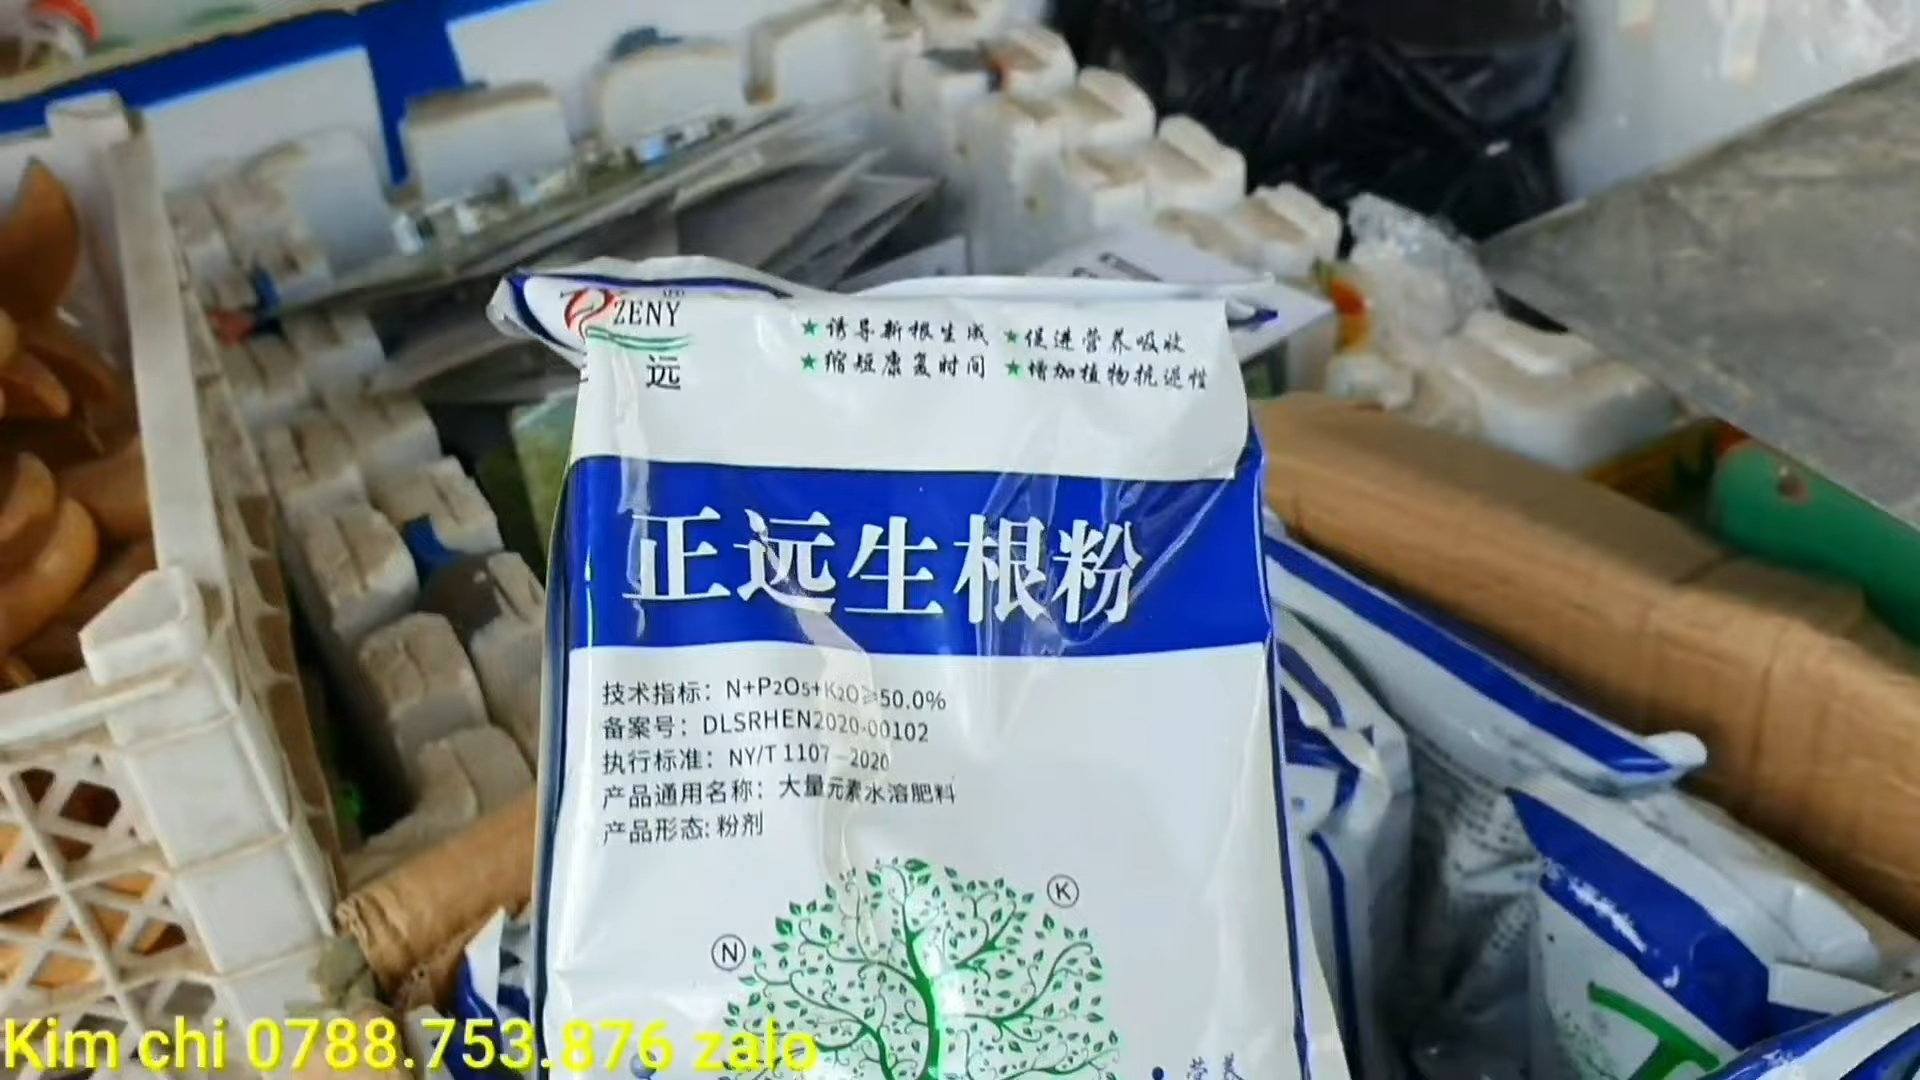 ZENY
远
★诱导新根生成 ★促进营养吸收
★缩短康复时间 ★增加植物抗逆性
正远生根粉
技术指标：N+P2O5+K2O≥50.0%
备案号：DLSRHEN2020-00102
执行标准：NY/T 1107-2020
产品通用名称：大量元素水溶肥料
产品形态: 粉剂
K
N
营养
Kim chi 0788.753.876 zalo